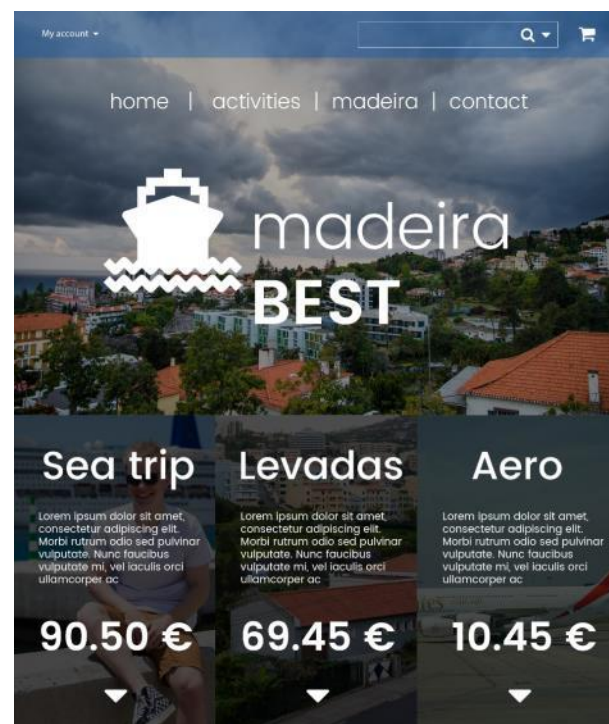 My account
home | activities | madeira | contact
madeira
BEST
Sea trip
Lorem ipsum dolor sit amet,
consectetur adipiscing elit.
Morbi rutrum odio sed pulvinar
vulputate. Nunc faucibus
vulputate mi, vel iaculis orci
ullamcorper ac
90.50 €
Levadas
Lorem ipsum dolor sit amet,
consectetur adipiscing elit.
Morbi rutrum odio sed pulvinar
vulputate. Nunc faucibus
vulputate mi, vel iaculis orci
ullamcorper ac
69.45 €
Aero
Lorem ipsum dolor sit amet,
consectetur adipiscing elit.
Morbi rutrum odio sed pulvinar
vulputate. Nunc faucibus
vulputate mi, vel iaculis orci
ullamcorper ac
10.45 €